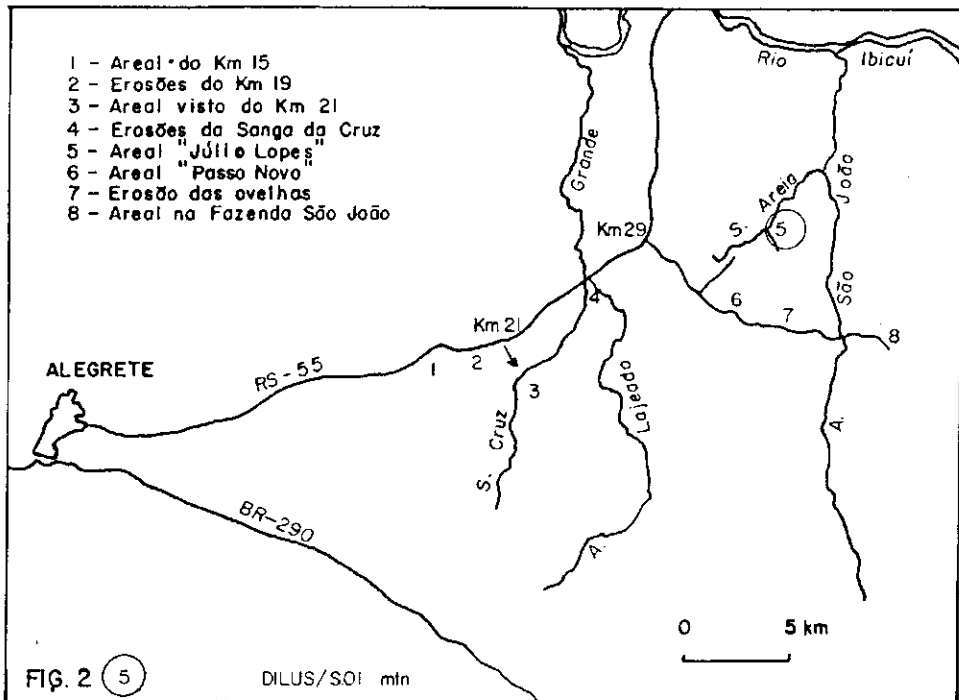 1 - Areal do Km 15
2 - Erosões do Km 19
3 - Areal visto do Km 21
4 - Erosões da Sanga da Cruz
5 - Areal "Júlio Lopes"
6 - Areal "Passo Novo"
7 - Erosão das ovelhas
8 - Areal na Fazenda São João
Rio Ibicuí
Grande
S. Areia
João
São
A.
Km 29
5
4
6
7
8
Km 21
1
2
3
RS-55
ALEGRETE
S. Cruz
Lajeado
A.
BR-290
0 5 km
FIG. 2 5
DILUS/SOI mtn